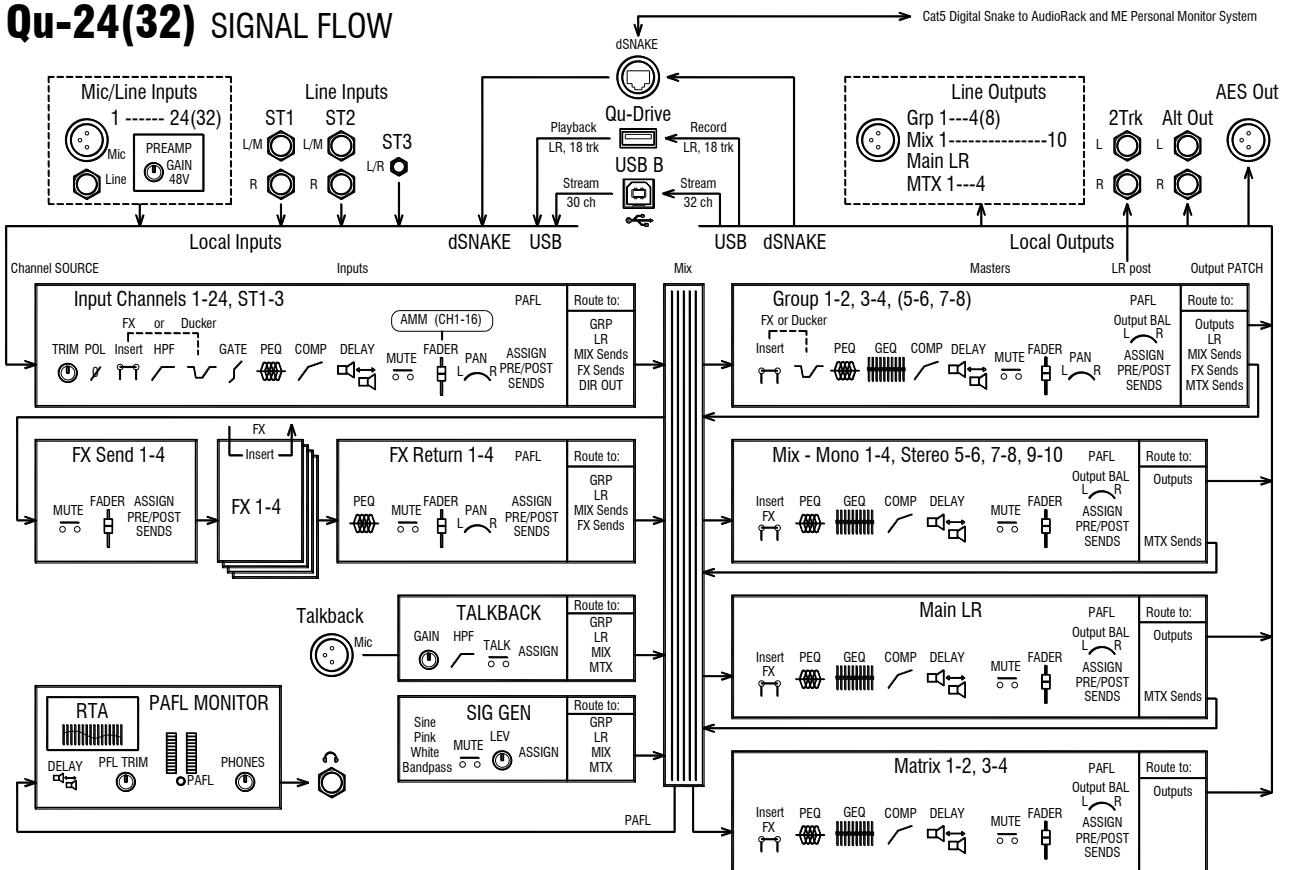 Qu-24(32) SIGNAL FLOW
Cat5 Digital Snake to AudioRack and ME Personal Monitor System
dSNAKE
Mic/Line Inputs
1 ------ 24(32)
Mic
Line
PREAMP
GAIN
48V
Line Inputs
ST1
ST2
ST3
L/M
L/M
L/R
R
R
Qu-Drive
Playback
LR, 18 trk
Record
LR, 18 trk
USB B
Stream
30 ch
Stream
32 ch
Line Outputs
Grp 1---4(8)
Mix 1-------------10
Main LR
MTX 1---4
2Trk
Alt Out
AES Out
L
L
R
R
Local Inputs
dSNAKE
USB
USB
dSNAKE
Local Outputs
Channel SOURCE
Inputs
Mix
Masters
LR post
Output PATCH
Input Channels 1-24, ST1-3
PAFL
Route to:
FX or Ducker
AMM (CH1-16)
TRIM POL Insert HPF GATE PEQ COMP DELAY MUTE FADER PAN
L R
ASSIGN
PRE/POST
SENDS
GRP
LR
MIX Sends
FX Sends
DIR OUT
Group 1-2, 3-4, (5-6, 7-8)
PAFL
Route to:
FX or Ducker
Output BAL
L R
Insert PEQ GEQ COMP DELAY MUTE FADER PAN
L R
ASSIGN
PRE/POST
SENDS
Outputs
LR
MIX Sends
FX Sends
MTX Sends
FX Send 1-4
MUTE FADER ASSIGN
PRE/POST
SENDS
FX
Insert
FX 1-4
FX Return 1-4
PAFL
Route to:
PEQ MUTE FADER PAN
L R
ASSIGN
PRE/POST
SENDS
GRP
LR
MIX Sends
FX Sends
Mix - Mono 1-4, Stereo 5-6, 7-8, 9-10
PAFL
Route to:
Output BAL
L R
Insert
FX
PEQ GEQ COMP DELAY MUTE FADER
ASSIGN
PRE/POST
SENDS
Outputs
MTX Sends
Talkback
Mic
TALKBACK
Route to:
GAIN HPF TALK ASSIGN
GRP
LR
MIX
MTX
Main LR
PAFL
Route to:
Output BAL
L R
Insert
FX
PEQ GEQ COMP DELAY MUTE FADER
ASSIGN
PRE/POST
SENDS
Outputs
MTX Sends
RTA
PAFL MONITOR
DELAY
PFL TRIM
PAFL
PHONES
SIG GEN
Route to:
Sine
Pink
White
Bandpass
MUTE LEV ASSIGN
GRP
LR
MIX
MTX
PAFL
Matrix 1-2, 3-4
PAFL
Route to:
Output BAL
L R
Insert
FX
PEQ GEQ COMP DELAY MUTE FADER
ASSIGN
PRE/POST
SENDS
Outputs